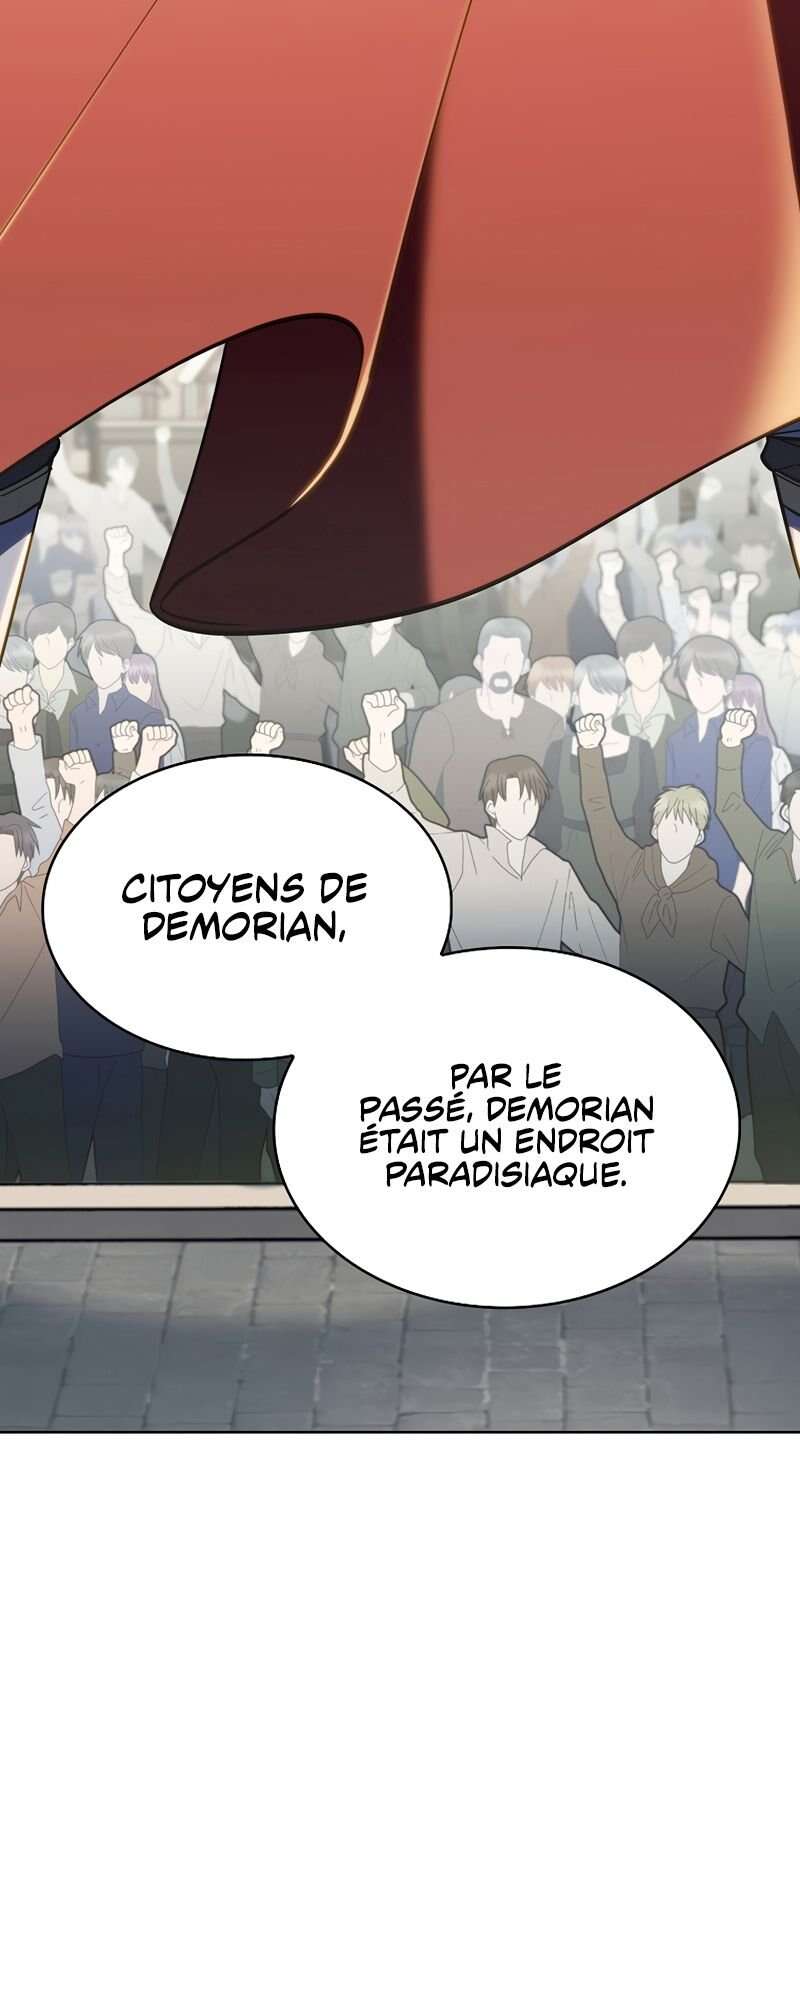 CITOYENS DE
DEMORIAN,
PAR LE
PASSÉ, DEMORIAN
ÉTAIT UN ENDROIT
PARADISIAQUE.